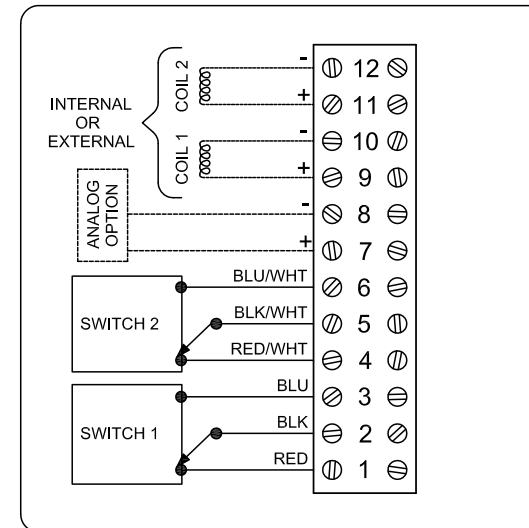 INTERNAL
OR
EXTERNAL
COIL 2
- 12
+ 11
COIL 1
- 10
+ 9
ANALOG
OPTION
- 8
+ 7
SWITCH 2
BLU/WHT 6
BLK/WHT 5
RED/WHT 4
SWITCH 1
BLU 3
BLK 2
RED 1